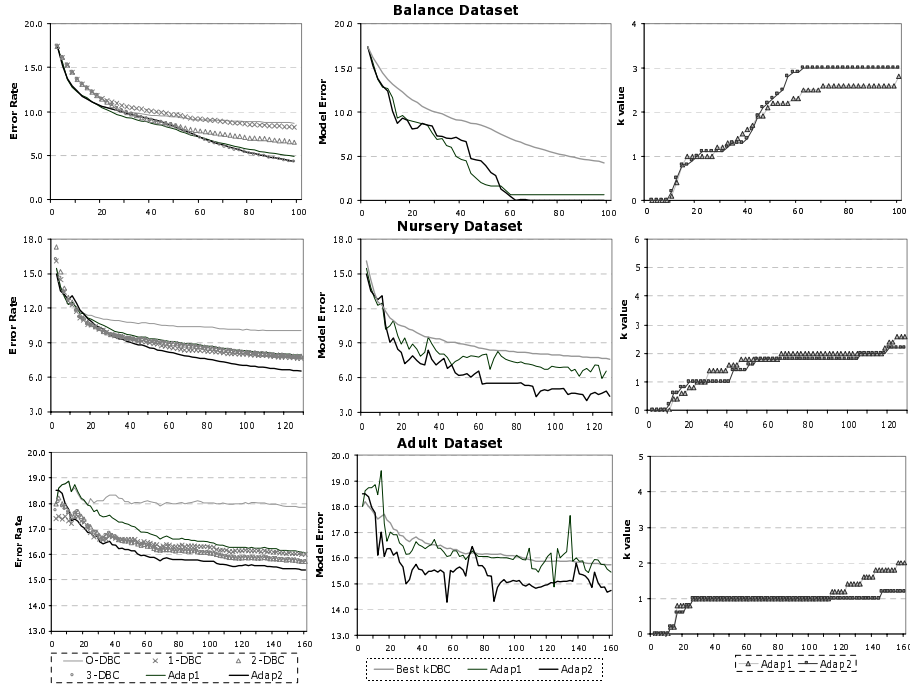 Balance Dataset
20.0
15.0
10.0
5.0
0.0
Error Rate
0 20 40 60 80 100
20.0
15.0
10.0
5.0
0.0
Model Error
0 20 40 60 80 100
4
3
2
1
0
k value
0 20 40 60 80 100
Nursery Dataset
18.0
15.0
12.0
9.0
6.0
3.0
Error Rate
0 20 40 60 80 100 120
18.0
15.0
12.0
9.0
6.0
3.0
Model Error
0 20 40 60 80 100 120
6
5
4
3
2
1
0
k value
0 20 40 60 80 100 120
Adult Dataset
20.0
19.0
18.0
17.0
16.0
15.0
14.0
13.0
Error Rate
0 20 40 60 80 100 120 140 160
20.0
19.0
18.0
17.0
16.0
15.0
14.0
13.0
Model Error
0 20 40 60 80 100 120 140 160
5
4
3
2
1
0
k value
0 20 40 60 80 100 120 140 160
0-DBC 1-DBC 2-DBC
3-DBC Adap1 Adap2
Best kDBC Adap1 Adap2
Adap1 Adap2